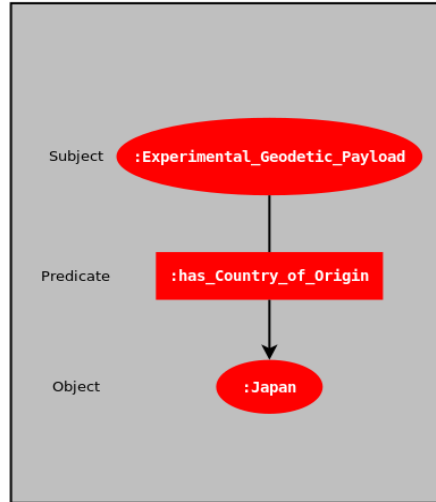 Subject :Experimental_Geodetic_Payload
Predicate :has_Country_of_Origin
Object :Japan